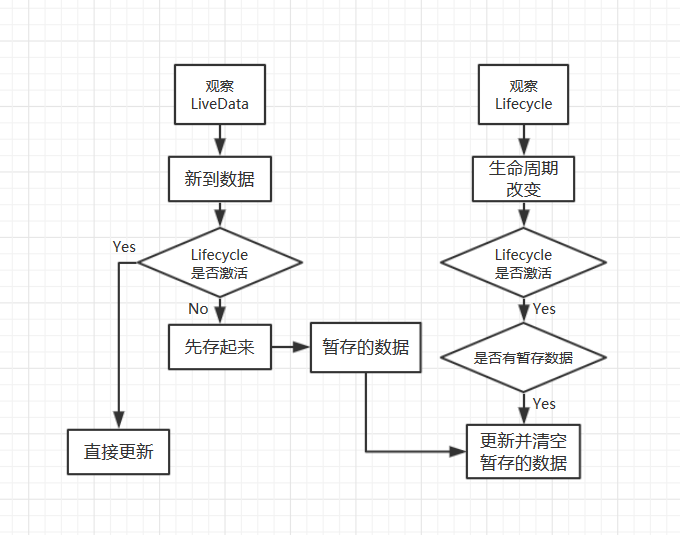 观察
LiveData
新到数据
Lifecycle
是否激活
Yes
No
先存起来
暂存的数据
直接更新
观察
Lifecycle
生命周期
改变
Lifecycle
是否激活
Yes
是否有暂存数据
Yes
更新并清空
暂存的数据